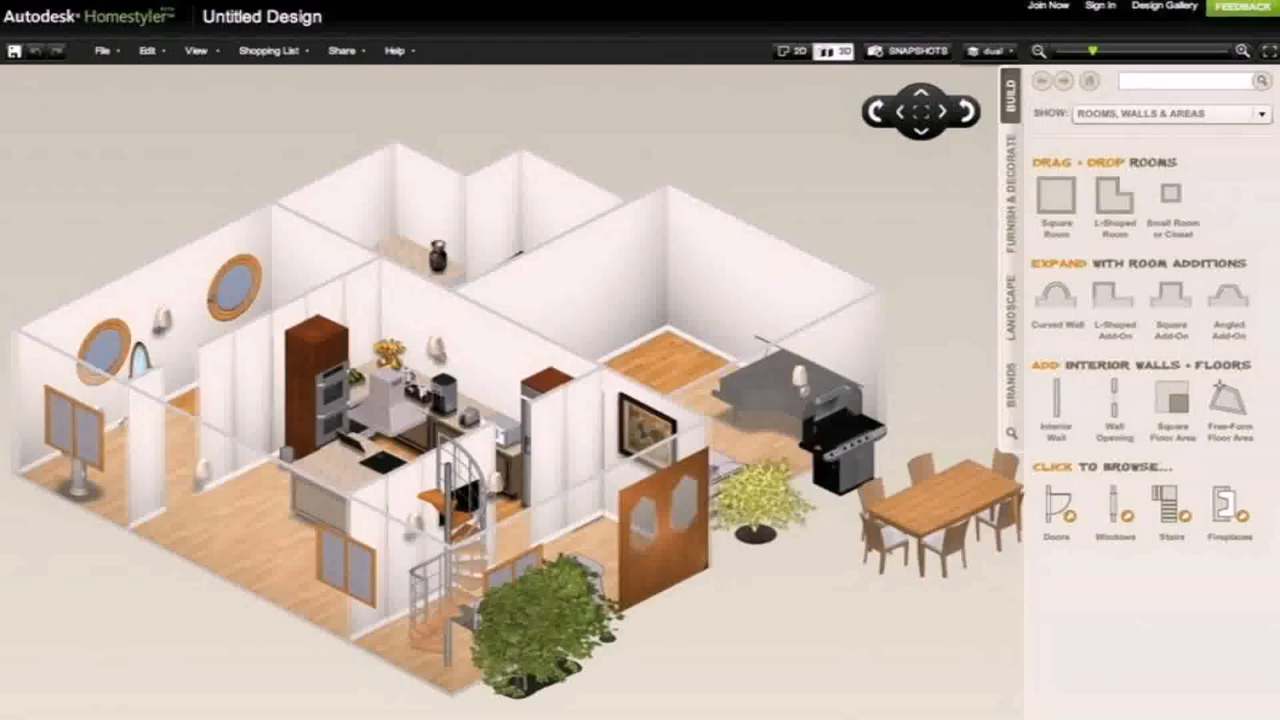 Autodesk® Homestyler™ BETA
Untitled Design
Join Now Sign In Design Gallery FEEDBACK
File Edit View Shopping List Share Help
2D 3D SNAPSHOTS dual
BUILD
FURNISH & DECORATE
LANDSCAPE
BRANDS
SHOW: ROOMS, WALLS & AREAS
DRAG + DROP ROOMS
Square Room
L-Shaped Room
Small Room or Closet
EXPAND WITH ROOM ADDITIONS
Curved Wall
L-Shaped Add-On
Square Add-On
Angled Add-On
ADD INTERIOR WALLS + FLOORS
Interior Wall
Wall Opening
Square Floor Area
Free-Form Floor Area
CLICK TO BROWSE...
Doors
Windows
Stairs
Fireplaces